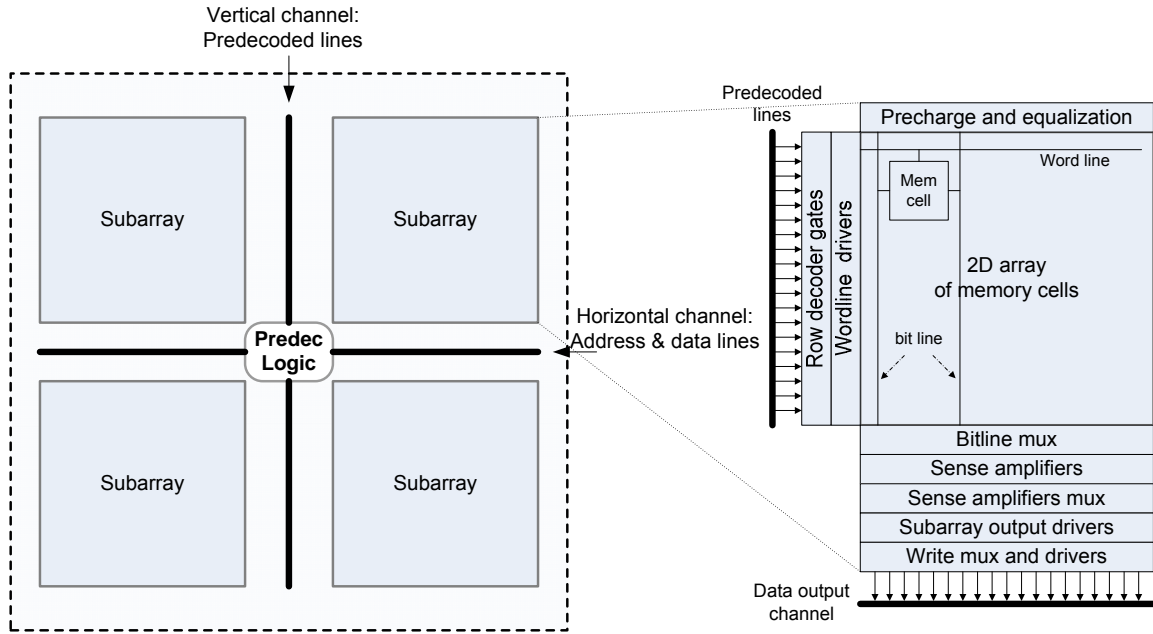 Vertical channel:
Predecoded lines
Subarray
Subarray
Predec
Logic
Horizontal channel:
Address & data lines
Subarray
Subarray
Predecoded
lines
Row decoder gates
Wordline drivers
Precharge and equalization
Word line
Mem
cell
2D array
of memory cells
bit line
Bitline mux
Sense amplifiers
Sense amplifiers mux
Subarray output drivers
Write mux and drivers
Data output
channel